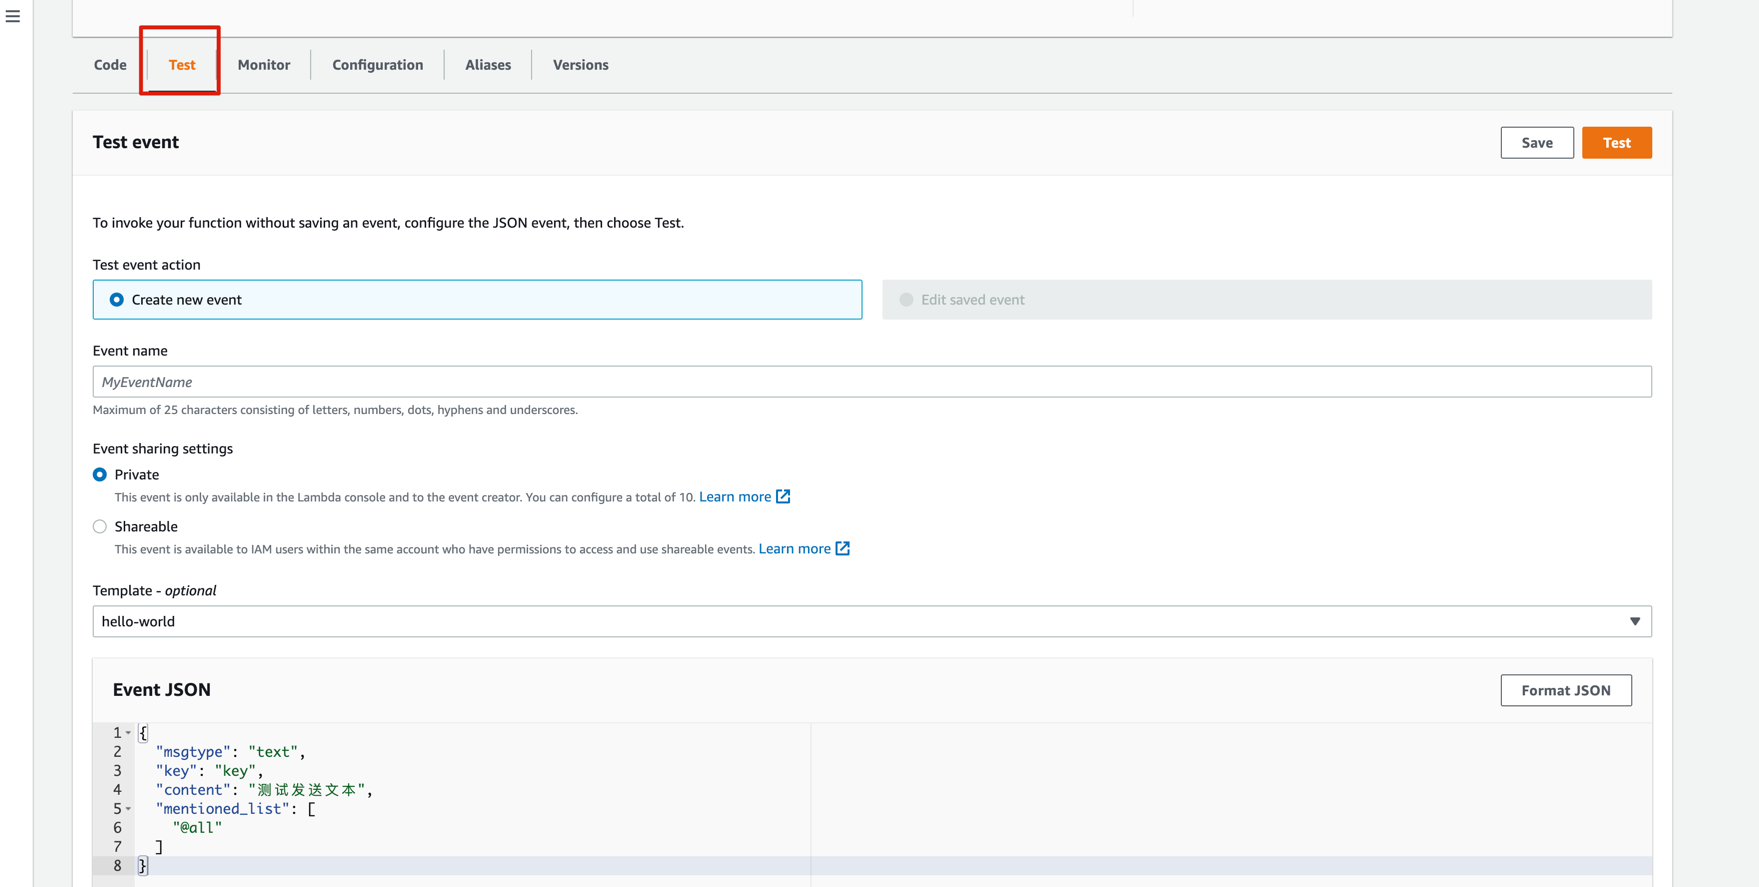 Code Test Monitor Configuration Aliases Versions
Test event
Save Test
To invoke your function without saving an event, configure the JSON event, then choose Test.
Test event action
Create new event Edit saved event
Event name
MyEventName
Maximum of 25 characters consisting of letters, numbers, dots, hyphens and underscores.
Event sharing settings
Private
This event is only available in the Lambda console and to the event creator. You can configure a total of 10. Learn more
Shareable
This event is available to IAM users within the same account who have permissions to access and use shareable events. Learn more
Template - optional
hello-world
Event JSON
Format JSON
1 {
2 "msgtype": "text",
3 "key": "key",
4 "content": "测试发送文本",
5 "mentioned_list": [
6 "@all"
7 ]
8 }